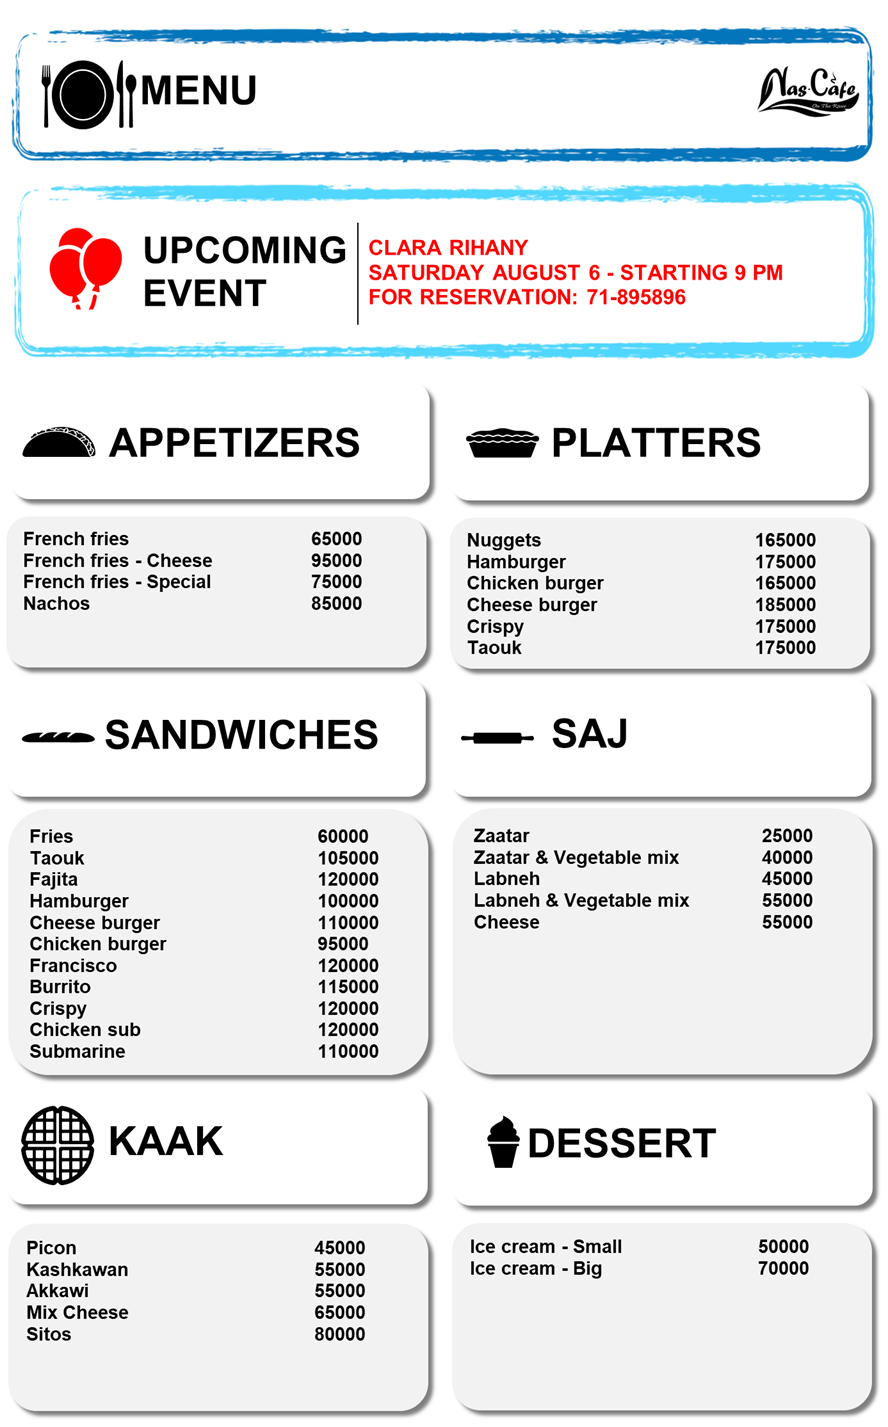 MENU
Nas Cafe
On The River
UPCOMING
EVENT
CLARA RIHANY
SATURDAY AUGUST 6 - STARTING 9 PM
FOR RESERVATION: 71-895896
APPETIZERS
French fries 65000
French fries - Cheese 95000
French fries - Special 75000
Nachos 85000
PLATTERS
Nuggets 165000
Hamburger 175000
Chicken burger 165000
Cheese burger 185000
Crispy 175000
Taouk 175000
SANDWICHES
Fries 60000
Taouk 105000
Fajita 120000
Hamburger 100000
Cheese burger 110000
Chicken burger 95000
Francisco 120000
Burrito 115000
Crispy 120000
Chicken sub 120000
Submarine 110000
SAJ
Zaatar 25000
Zaatar & Vegetable mix 40000
Labneh 45000
Labneh & Vegetable mix 55000
Cheese 55000
KAAK
Picon 45000
Kashkawan 55000
Akkawi 55000
Mix Cheese 65000
Sitos 80000
DESSERT
Ice cream - Small 50000
Ice cream - Big 70000